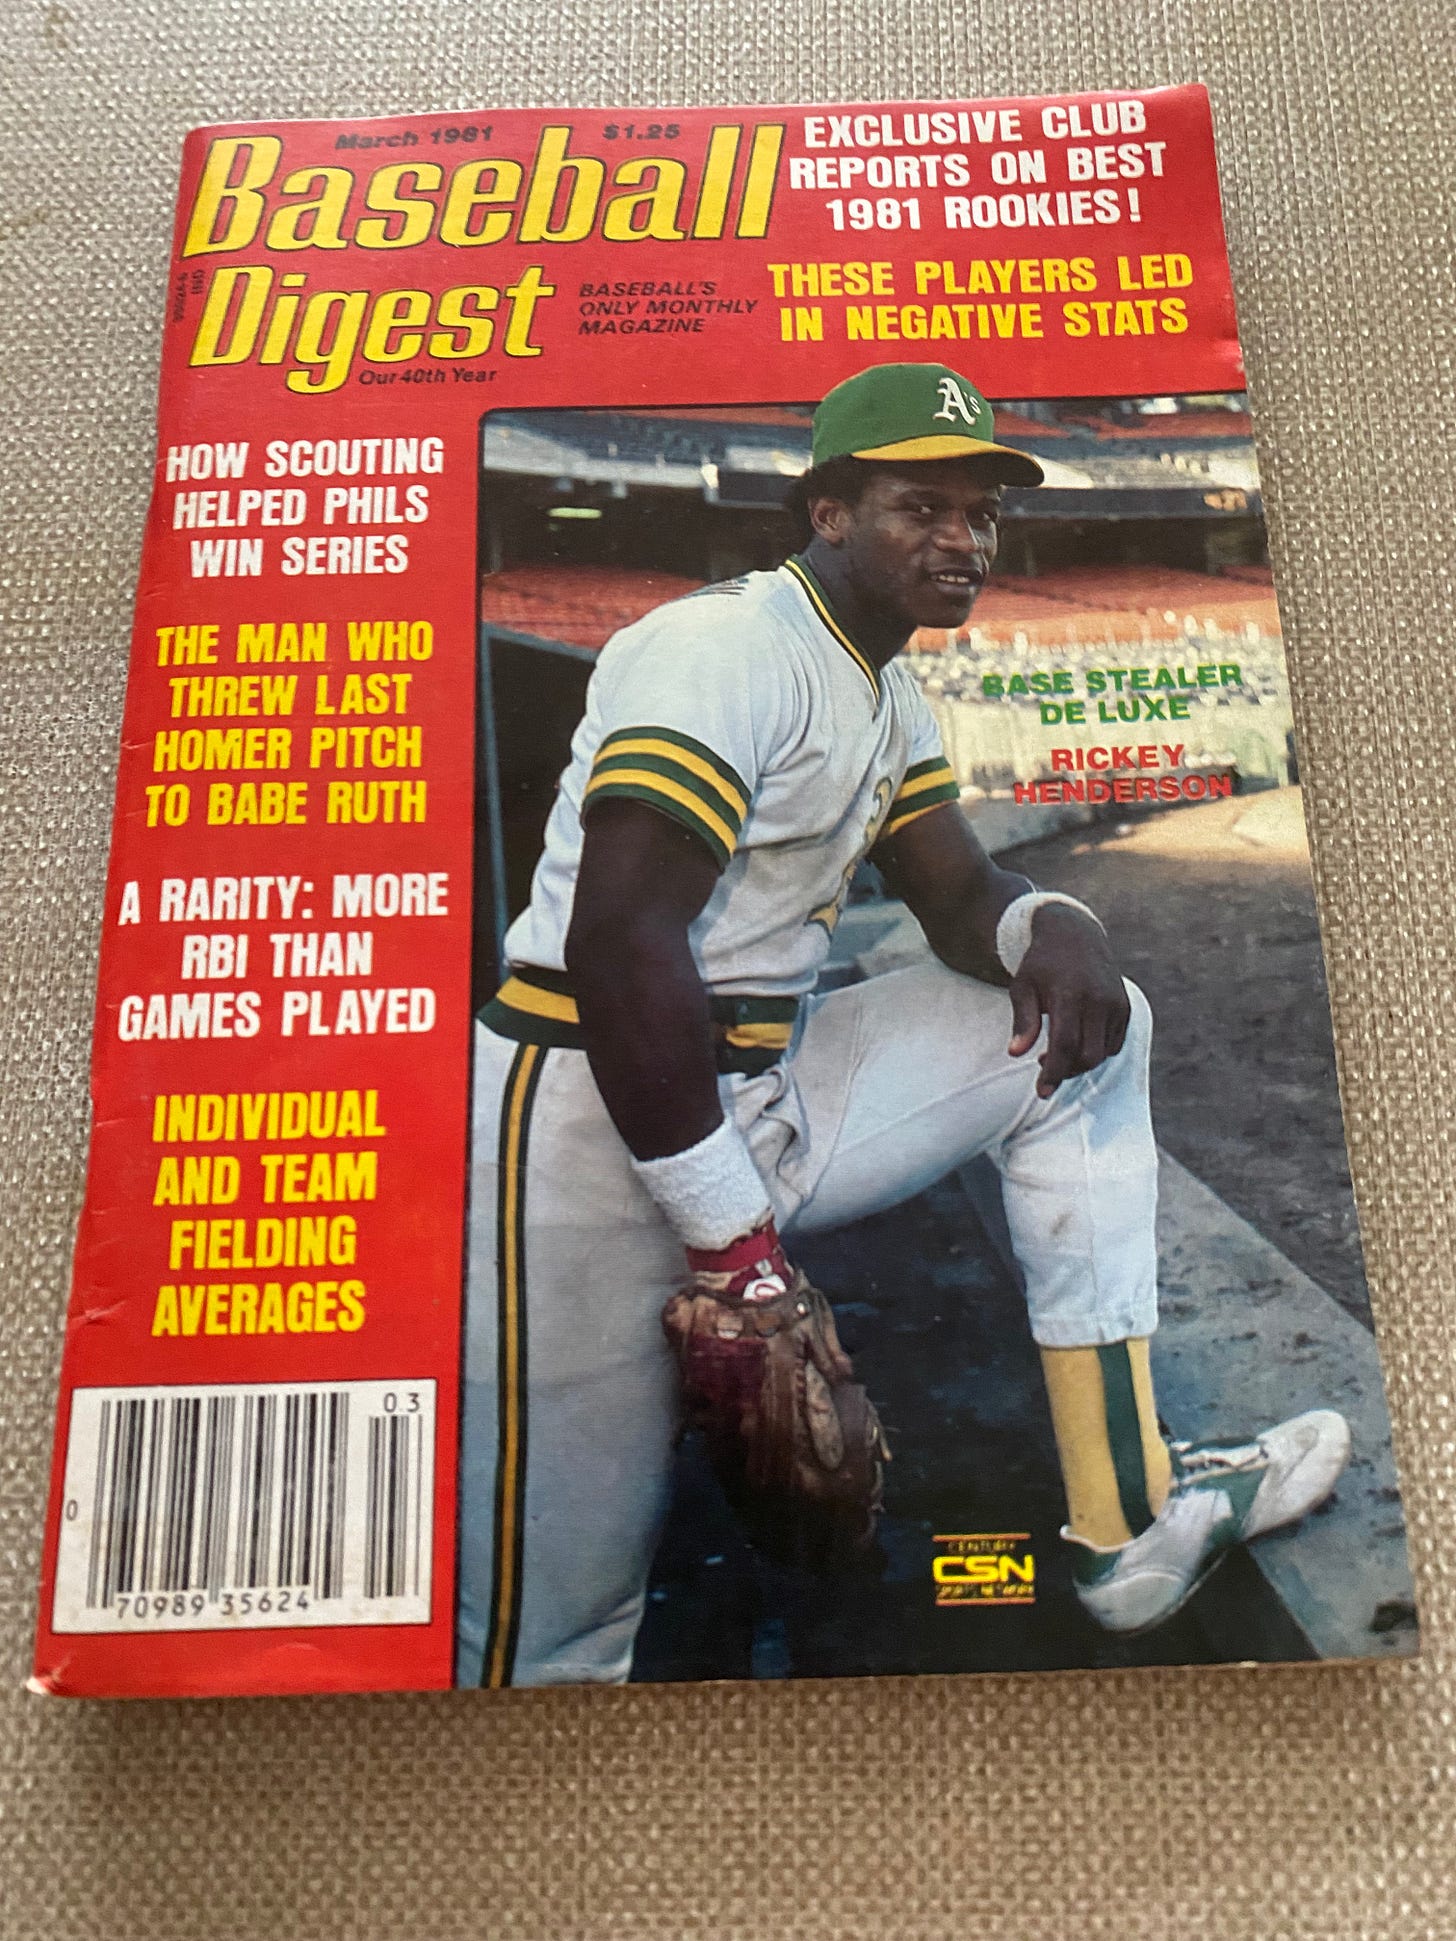 March 1981
$1.25
Baseball
Digest
BASEBALL'S
ONLY MONTHLY
MAGAZINE
Our 40th Year
EXCLUSIVE CLUB
REPORTS ON BEST
1981 ROOKIES!
THESE PLAYERS LED
IN NEGATIVE STATS
HOW SCOUTING
HELPED PHILS
WIN SERIES
THE MAN WHO
THREW LAST
HOMER PITCH
TO BABE RUTH
A RARITY: MORE
RBI THAN
GAMES PLAYED
INDIVIDUAL
AND TEAM
FIELDING
AVERAGES
A's
BASE STEALER
DE LUXE
RICKEY
HENDERSON
CENTURY
CSN
SPORTS NETWORK
03
0
70989 35624